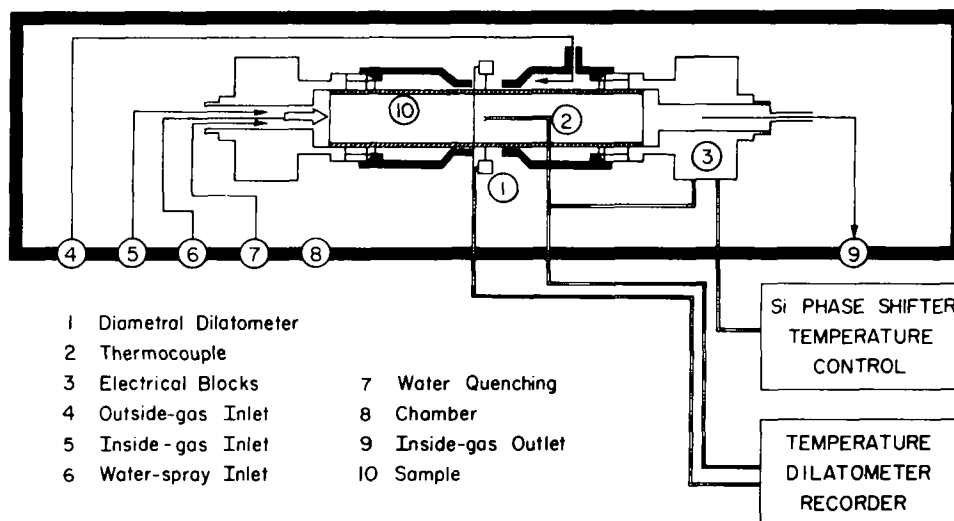 10
2
3
1
4
5
6
7
8
9
Si PHASE SHIFTER
TEMPERATURE
CONTROL
1 Diametral Dilatometer
2 Thermocouple
3 Electrical Blocks
4 Outside-gas Inlet
5 Inside-gas Inlet
6 Water-spray Inlet
7 Water Quenching
8 Chamber
9 Inside-gas Outlet
10 Sample
TEMPERATURE
DILATOMETER
RECORDER